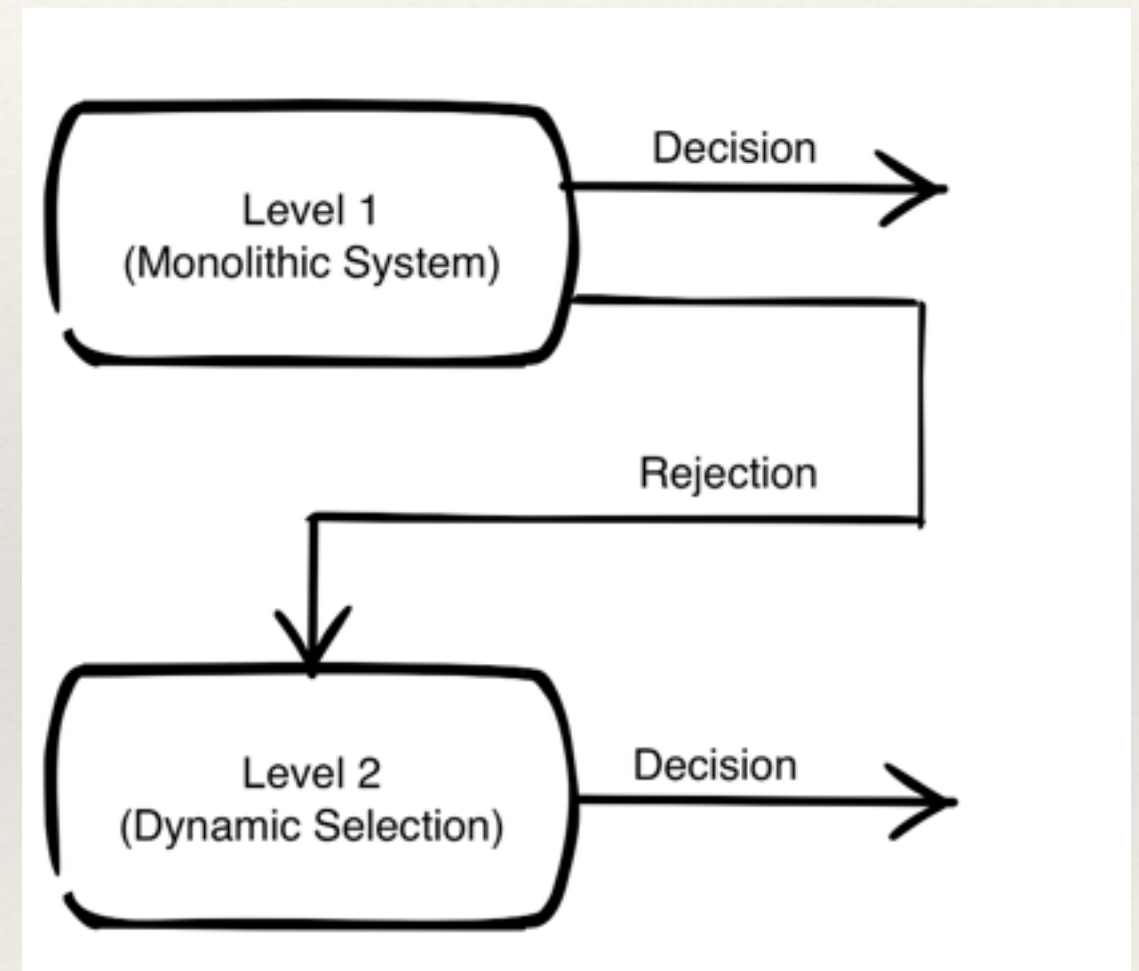 Decision
Level 1
(Monolithic System)
Rejection
Level 2
(Dynamic Selection)
Decision